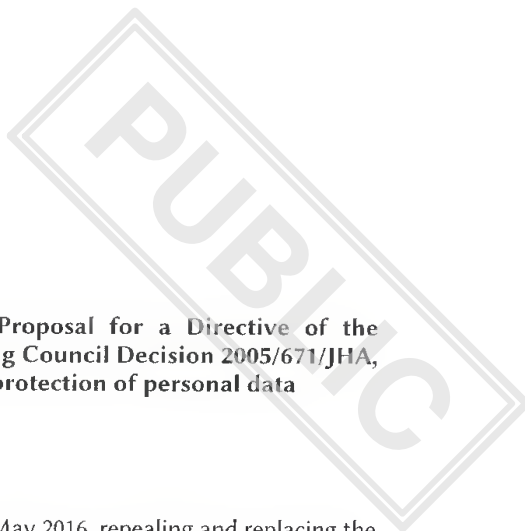 PUBLIC
Proposal for a Directive of the
g Council Decision 2005/671/JHA,
protection of personal data
May 2016, repealing and replacing the